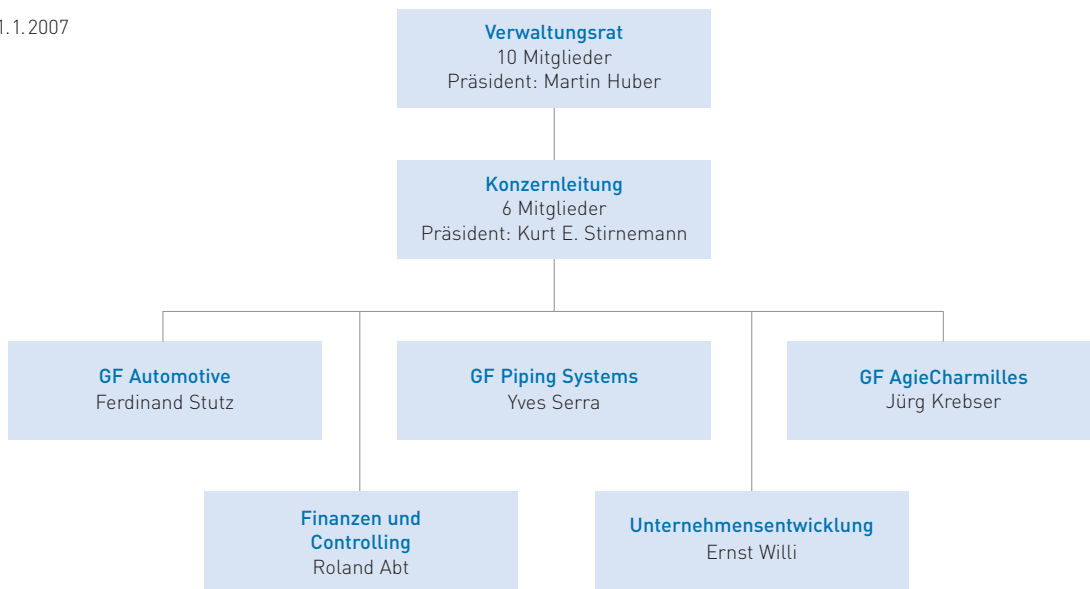 1.1.2007
Verwaltungsrat
10 Mitglieder
Präsident: Martin Huber
Konzernleitung
6 Mitglieder
Präsident: Kurt E. Stirnemann
GF Automotive
Ferdinand Stutz
GF Piping Systems
Yves Serra
GF AgieCharmilles
Jürg Krebser
Finanzen und
Controlling
Roland Abt
Unternehmensentwicklung
Ernst Willi